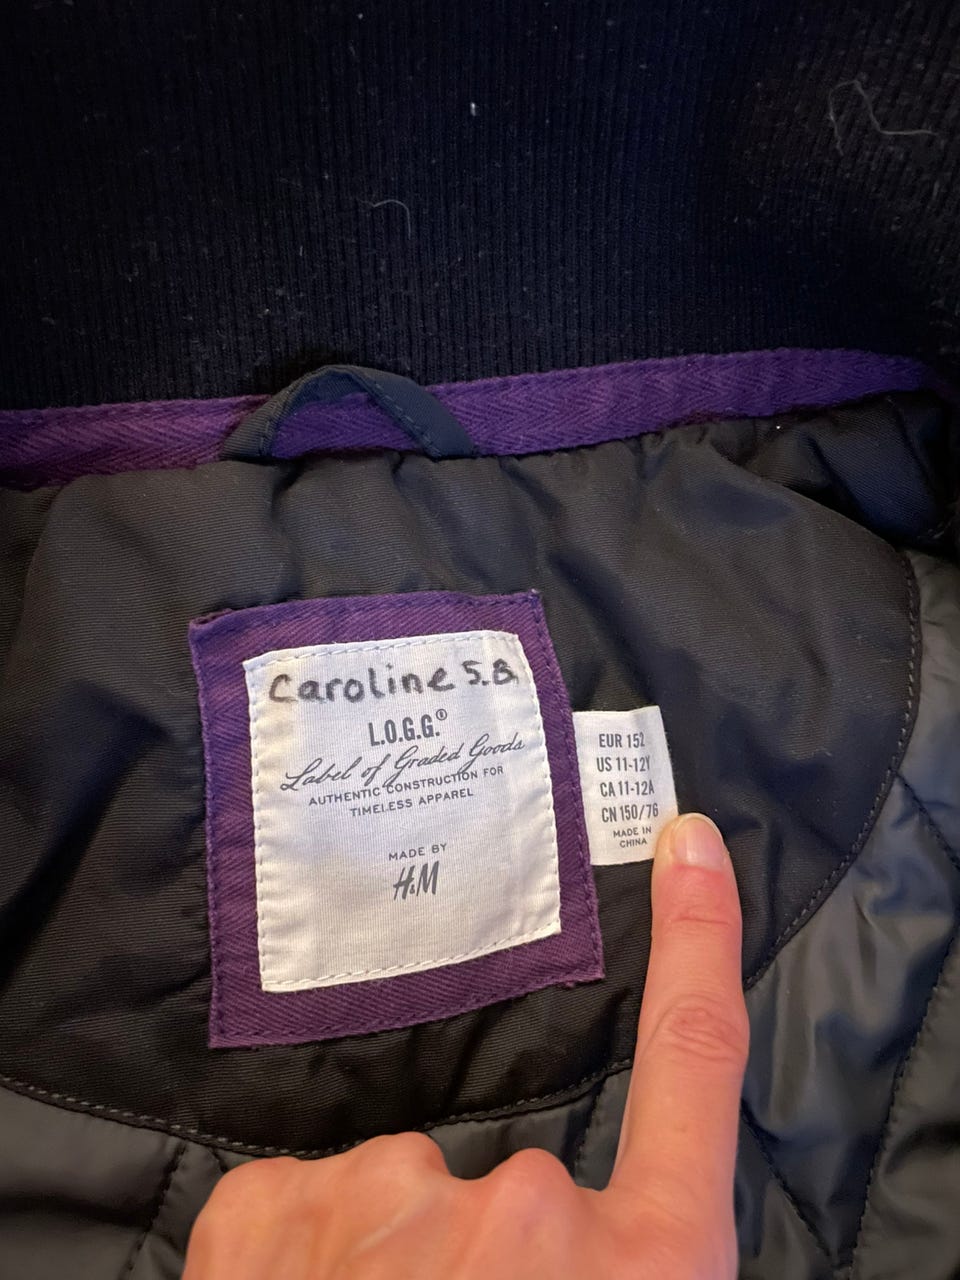 Caroline 5.B
L.O.G.G.®
Label of Graded Goods
AUTHENTIC CONSTRUCTION FOR
TIMELESS APPAREL
MADE BY
H&M
EUR 152
US 11-12Y
CA 11-12A
CN 150/76
MADE IN
CHINA